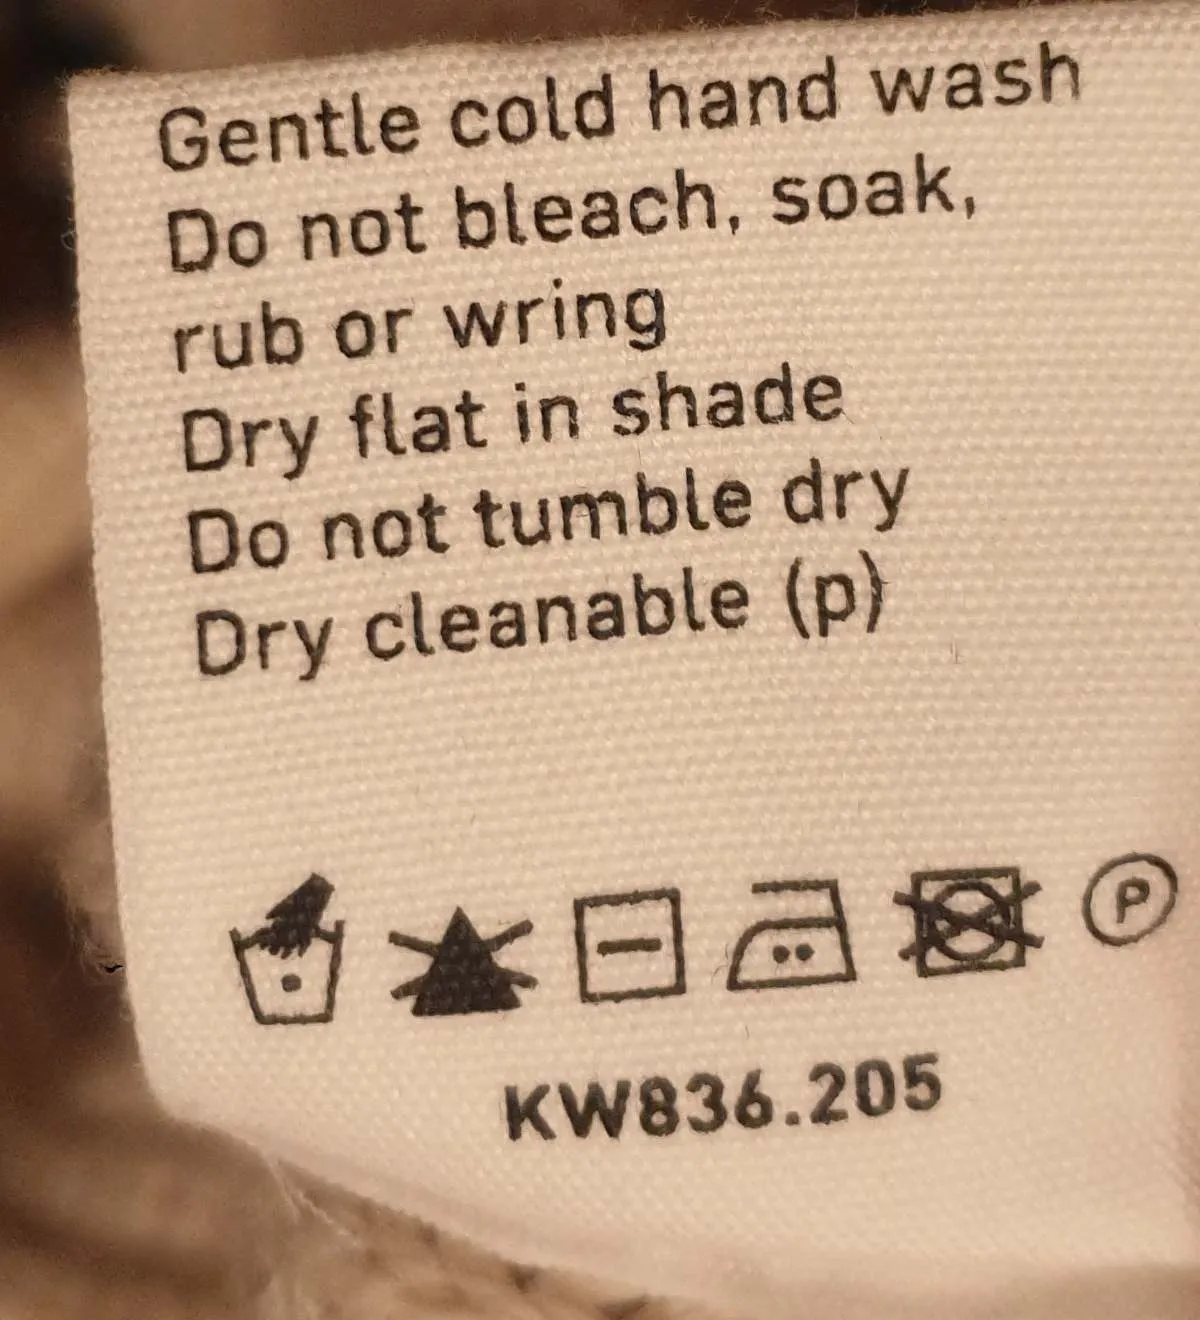 Gentle cold hand wash
Do not bleach, soak,
rub or wring
Dry flat in shade
Do not tumble dry
Dry cleanable (p)
P
KW836.205